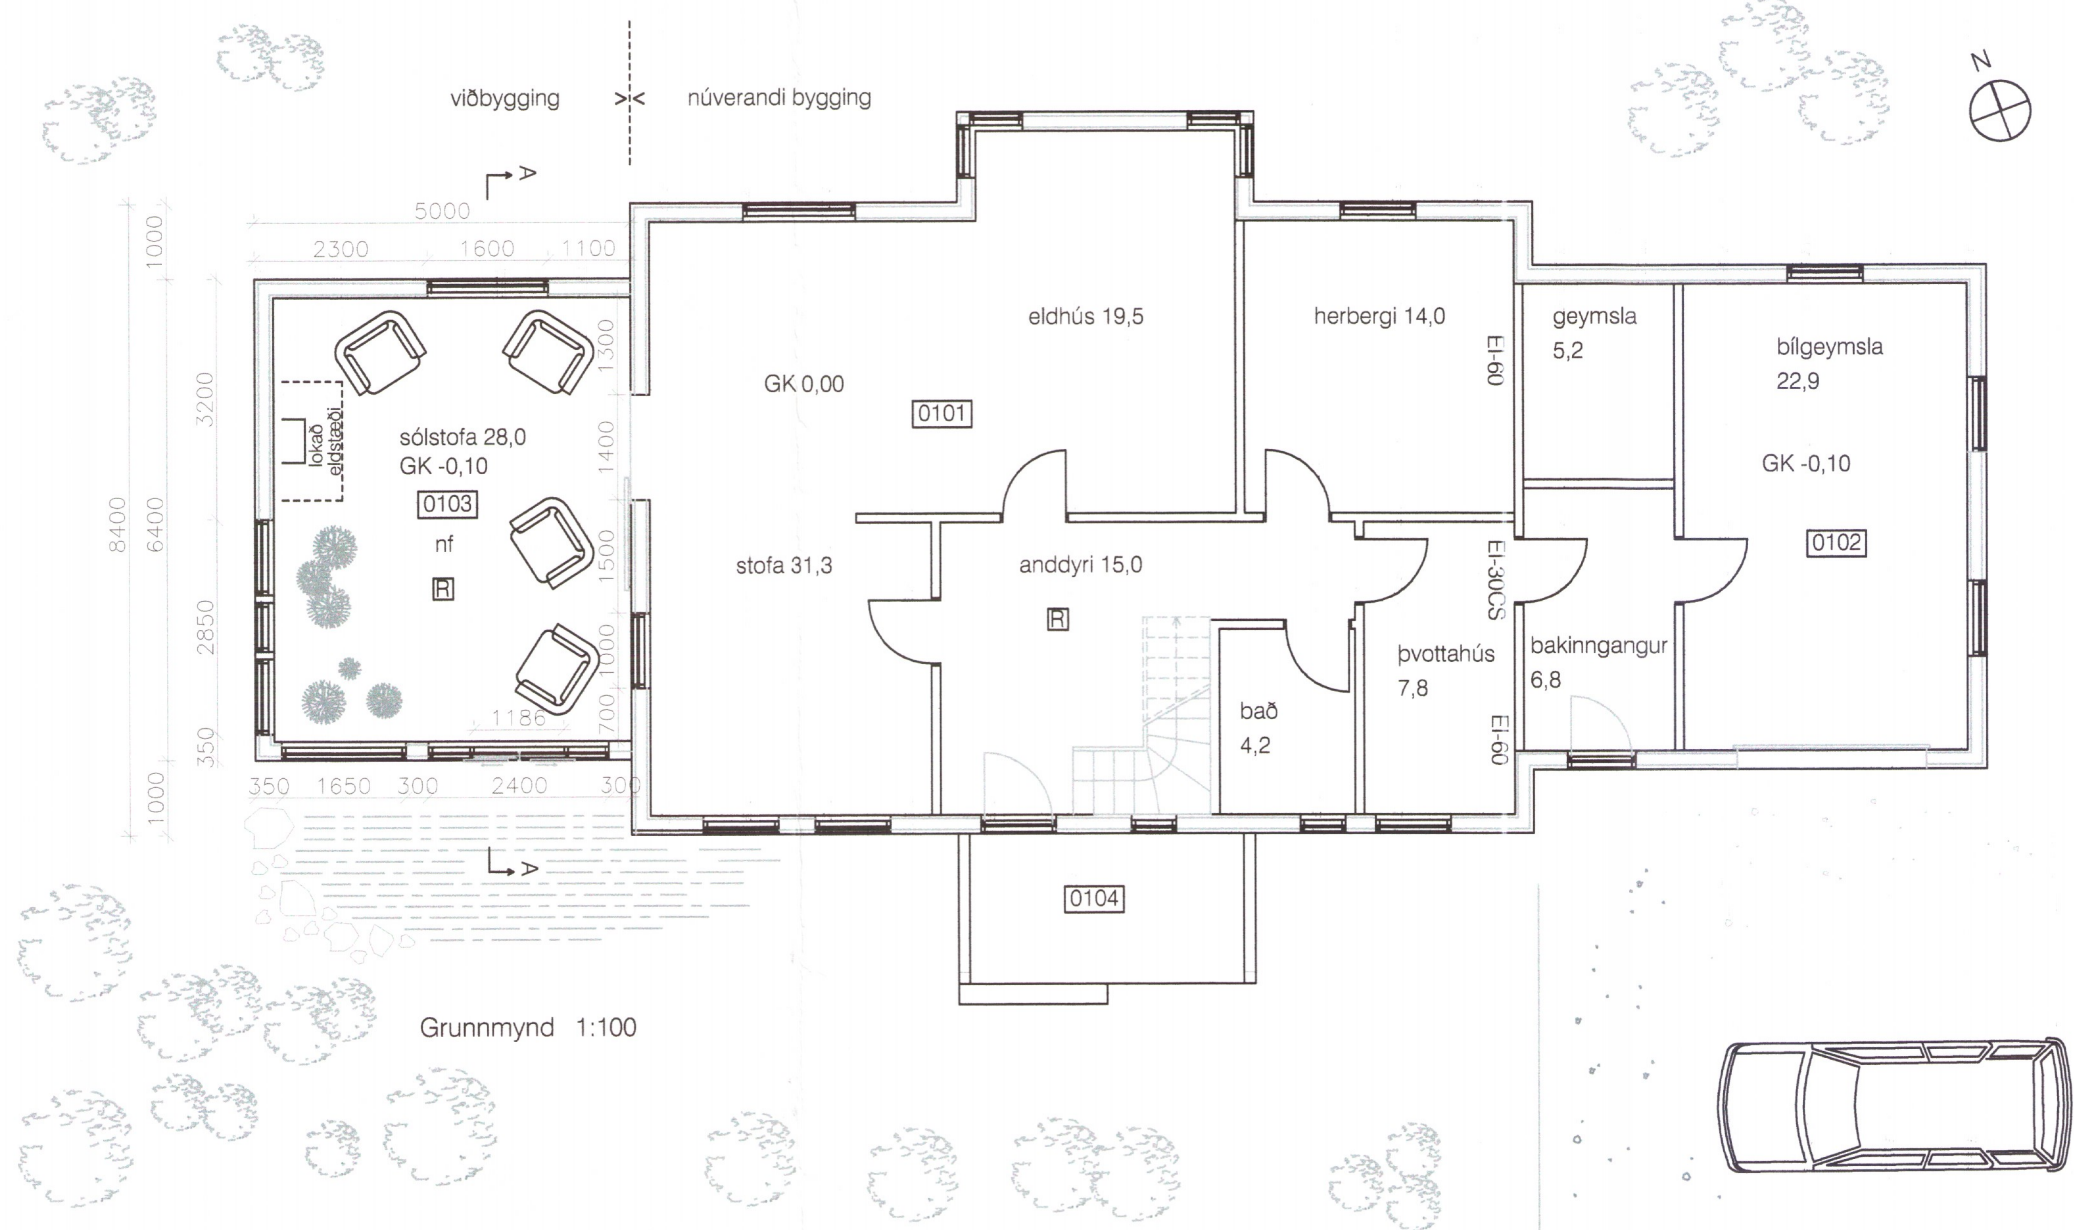 viðbygging
núverandi bygging
N
A
5000
2300
1600
1100
1000
8400
6400
3200
2850
350
1000
1300
1400
1500
1000
700
lokað
eldstæði
sólstofa 28,0
GK -0,10
0103
nf
R
1186
350
1650
300
2400
300
A
GK 0,00
0101
eldhús 19,5
stofa 31,3
anddyri 15,0
R
herbergi 14,0
EI-60
geymsla
5,2
bílgeymsla
22,9
GK -0,10
0102
EI-30CS
þvottahús
7,8
bakinngangur
6,8
EI-60
bað
4,2
0104
Grunnmynd 1:100